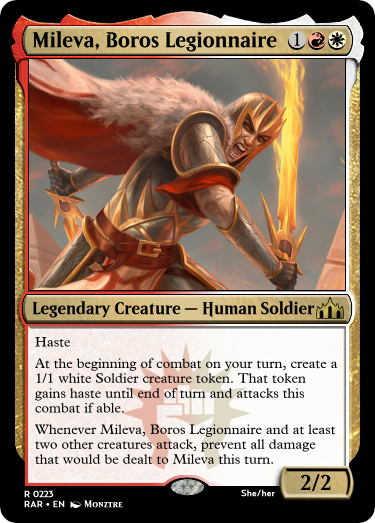 Mileva, Boros Legionnaire 1
Legendary Creature — Human Soldier
Haste
At the beginning of combat on your turn, create a
1/1 white Soldier creature token. That token
gains haste until end of turn and attacks this
combat if able.
Whenever Mileva, Boros Legionnaire and at least
two other creatures attack, prevent all damage
that would be dealt to Mileva this turn.
2/2
R 0223
RAR • EN Monztre
She/her